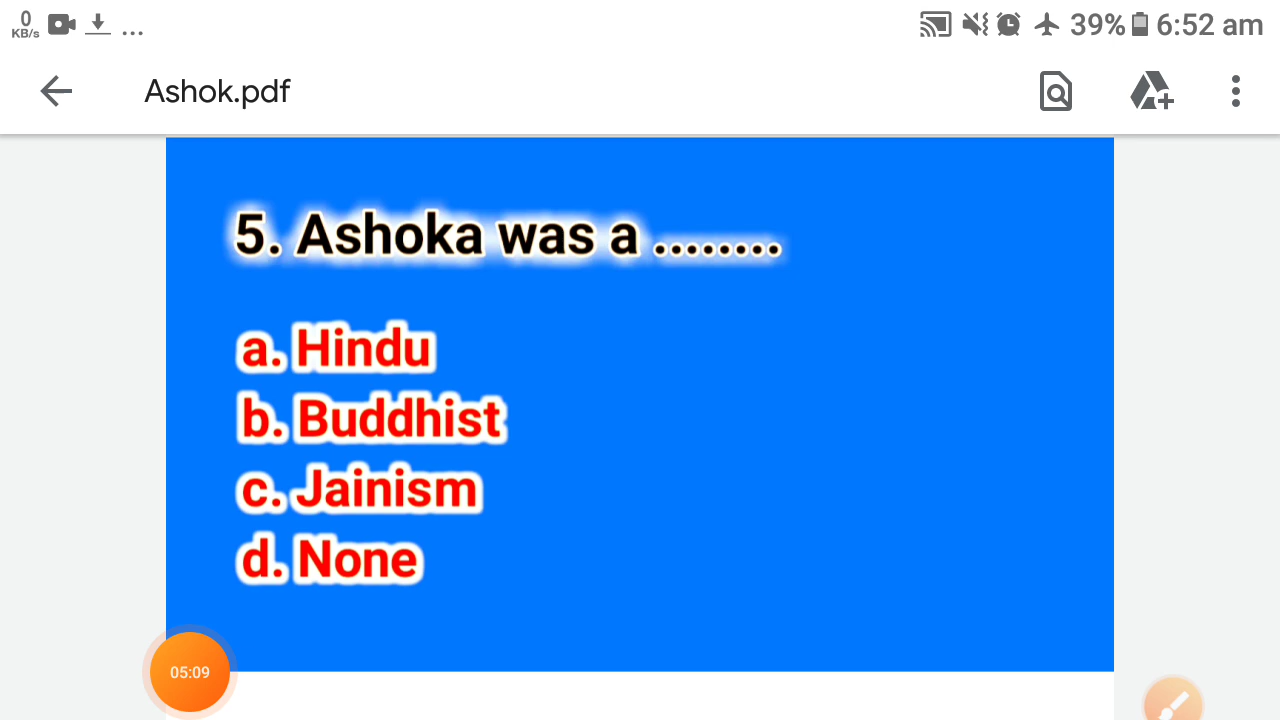 0
KB/s ... 39% 6:52 am
Ashok.pdf
5. Ashoka was a ........
a. Hindu
b. Buddhist
c. Jainism
d. None
05:09